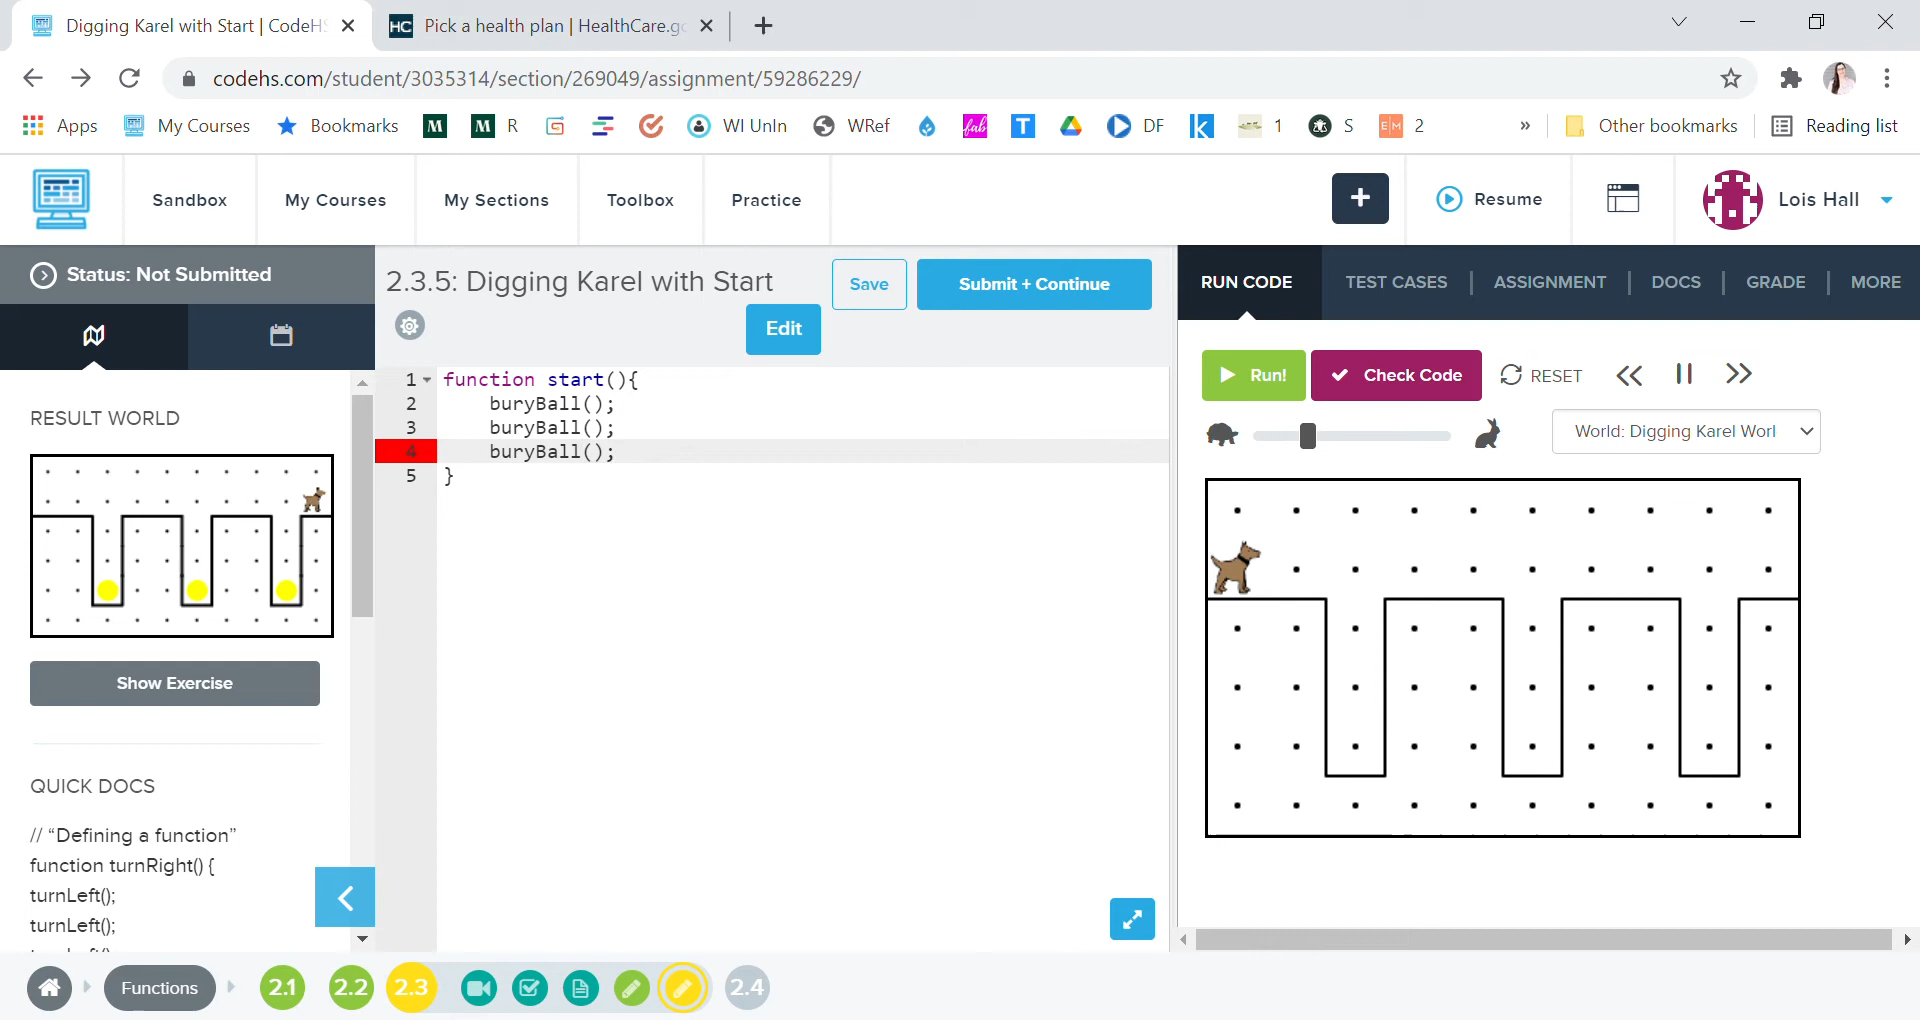 Digging Karel with Start | CodeHS
Pick a health plan | HealthCare.go
codehs.com/student/3035314/section/269049/assignment/59286229/
Apps My Courses Bookmarks M M R WI UnIn WRef fab T DF K 1 S E|M 2 » Other bookmarks Reading list
Sandbox My Courses My Sections Toolbox Practice + Resume Lois Hall
Status: Not Submitted
2.3.5: Digging Karel with Start
Save
Submit + Continue
Edit
RUN CODE TEST CASES ASSIGNMENT DOCS GRADE MORE
RESULT WORLD
Show Exercise
QUICK DOCS
// “Defining a function”
function turnRight() {
turnLeft();
turnLeft();
1 function start(){
2 buryBall();
3 buryBall();
4 buryBall();
5 }
Run! Check Code RESET
World: Digging Karel Worl
Functions 2.1 2.2 2.3 2.4